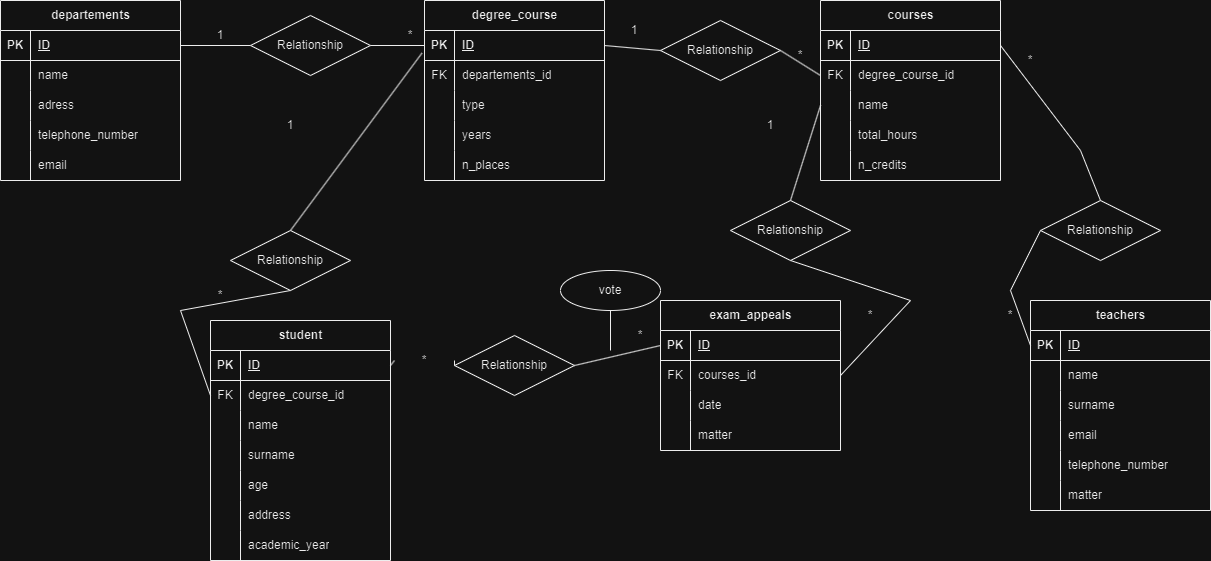 departements
PK ID
name
adress
telephone_number
email
1
Relationship
*
degree_course
PK ID
FK departements_id
type
years
n_places
1
Relationship
*
courses
PK ID
FK degree_course_id
name
total_hours
n_credits
*
1
1
Relationship
Relationship
Relationship
*
*
*
student
PK ID
FK degree_course_id
name
surname
age
address
academic_year
*
Relationship
vote
*
exam_appeals
PK ID
FK courses_id
date
matter
teachers
PK ID
name
surname
email
telephone_number
matter